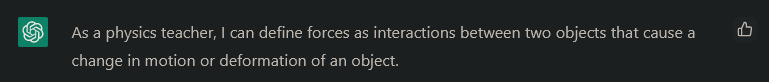 As a physics teacher, I can define forces as interactions between two objects that cause a
change in motion or deformation of an object.